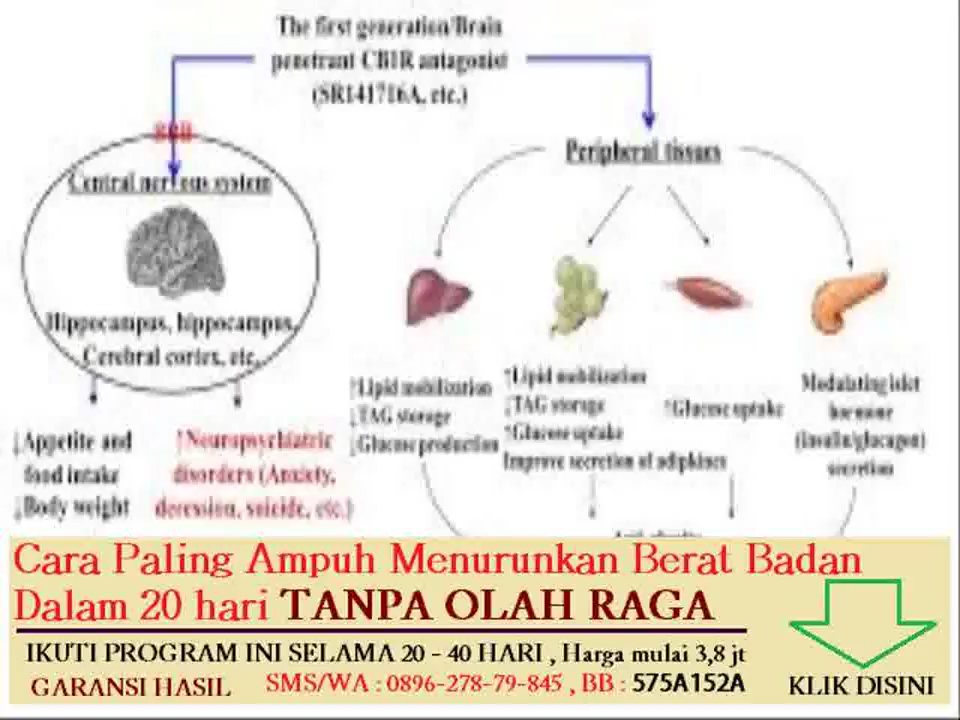 The first generation/Brain
penetrant CB1R antagonist
(SR141716A, etc.)
BBB
Peripheral tissues
Central nervous system
Hippocampus, hippocampus,
Cerebral cortex, etc.
↓Appetite and
food intake
↓Body weight
↑Neuropsychiatric
disorders (Anxiety,
deression, suicide, etc.)
↑Lipid mobilization
↓TAG storage
↓Glucose production
↑Lipid mobilization
↓TAG storage
↑Glucose uptake
Improve secretion of adipkines
↑Glucose uptake
Modulating islet
hormone
(insulin/glucagon)
secretion
Cara Paling Ampuh Menurunkan Berat Badan
Dalam 20 hari TANPA OLAH RAGA
IKUTI PROGRAM INI SELAMA 20 - 40 HARI , Harga mulai 3,8 jt
GARANSI HASIL SMS/WA : 0896-278-79-845 , BB : 575A152A
KLIK DISINI